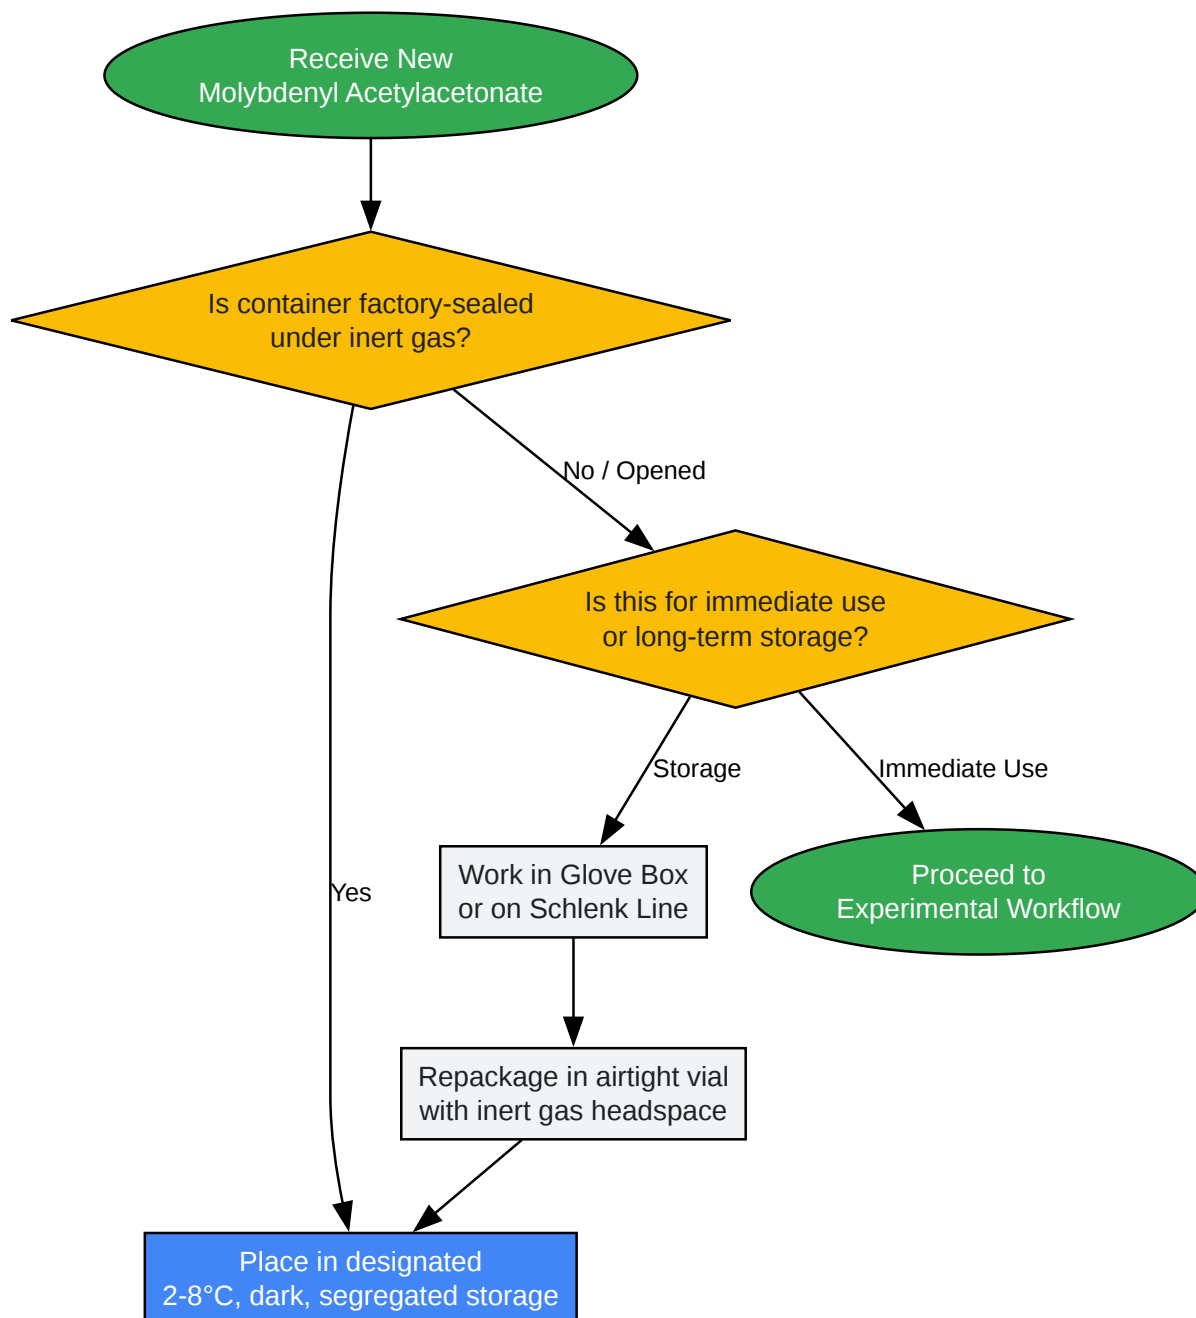 Receive New
Molybdenyl Acetylacetonate
Is container factory-sealed
under inert gas?
No / Opened
Is this for immediate use
or long-term storage?
Storage
Immediate Use
Work in Glove Box
or on Schlenk Line
Proceed to
Experimental Workflow
Yes
Repackage in airtight vial
with inert gas headspace
Place in designated
2-8°C, dark, segregated storage